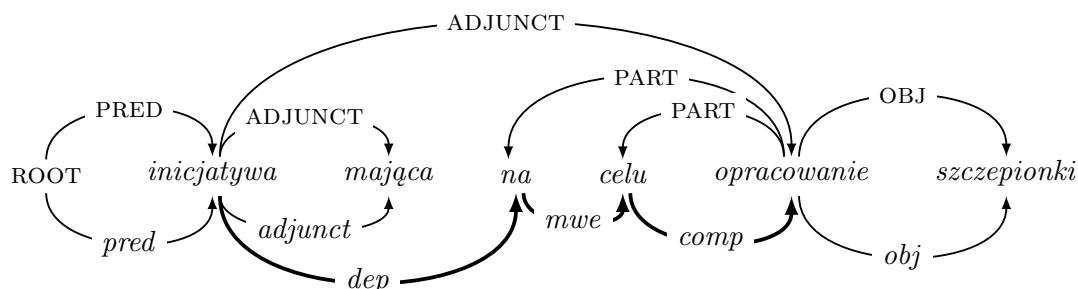 ADJUNCT
PART
PRED ADJUNCT PART OBJ
ROOT inicjatywa mająca na celu opracowanie szczepionki
pred adjunct mwe comp obj
dep